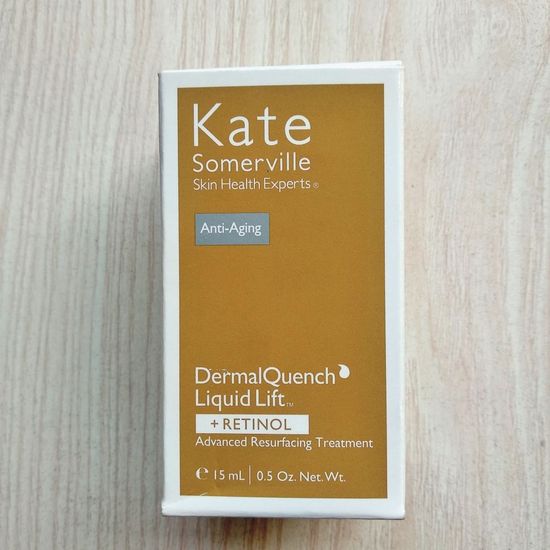 Kate
Somerville
Skin Health Experts®
Anti-Aging
DermalQuench
Liquid Lift™
+ RETINOL
Advanced Resurfacing Treatment
℮ 15 mL | 0.5 Oz. Net. Wt.